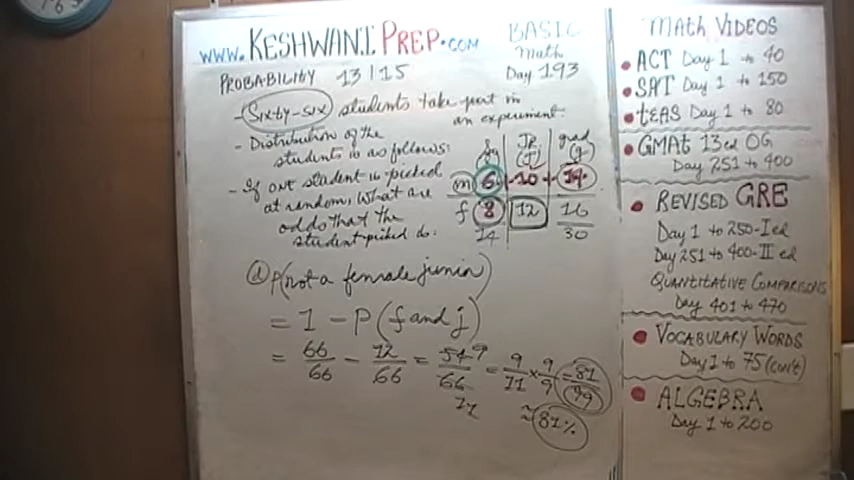 www.KESHWANIPREP.COM
BASIC
Math
Day 193
PROBABILITY 13 | 15
- Sixty-six students take part in
an experiment.
- Distribution of the
students is as follows:
- If one student is picked
at random, what are
odds that the
student picked is:
JR grad
(J) (g)
m 6 + 10 + 14
f 8 12 16
14 30
d P(not a female junior)
= 1 - P(f and j)
= 66/66 - 12/66 = 54/66 9/11 = 9/11 × 9/9 = 81/99
≈ 81%
MATH VIDEOS
• ACT Day 1 to 40
• SAT Day 1 to 150
• tEAS Day 1 to 80
• GMAt 13ed OG
Day 251 to 400
• REVISED GRE
Day 1 to 250-I ed
Day 251 to 400-II ed
QUANTITATIVE COMPARISONS
Day 401 to 470
• VOCABULARY WORDS
Day 1 to 75 (con't)
• ALGEBRA
Day 1 to 200